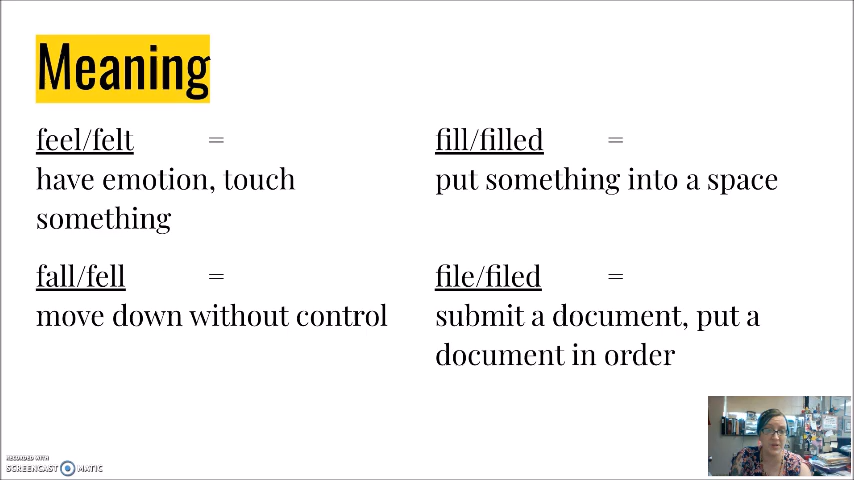 Meaning
feel/felt =
have emotion, touch
something
fall/fell =
move down without control
fill/filled =
put something into a space
file/filed =
submit a document, put a
document in order
RECORDED WITH
SCREENCAST MATIC